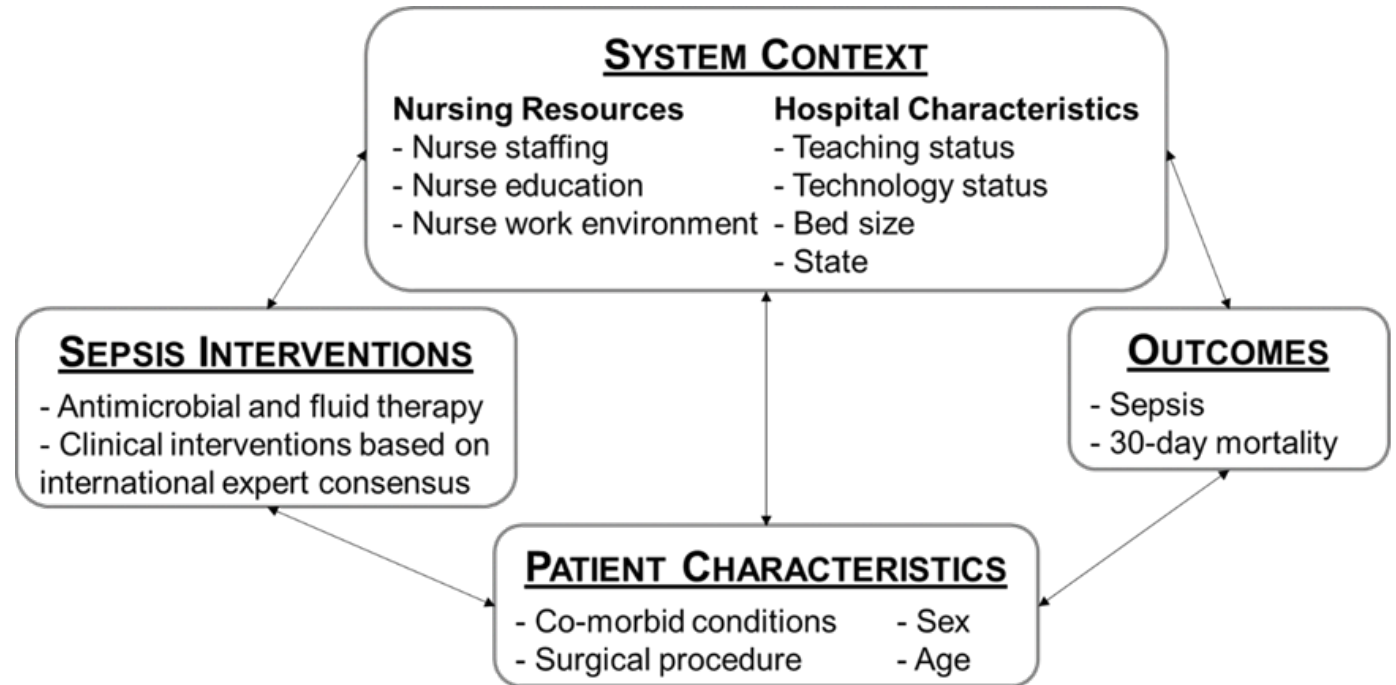 SYSTEM CONTEXT
Nursing Resources
- Nurse staffing
- Nurse education
- Nurse work environment
Hospital Characteristics
- Teaching status
- Technology status
- Bed size
- State
SEPSIS INTERVENTIONS
- Antimicrobial and fluid therapy
- Clinical interventions based on
international expert consensus
OUTCOMES
- Sepsis
- 30-day mortality
PATIENT CHARACTERISTICS
- Co-morbid conditions
- Surgical procedure
- Sex
- Age